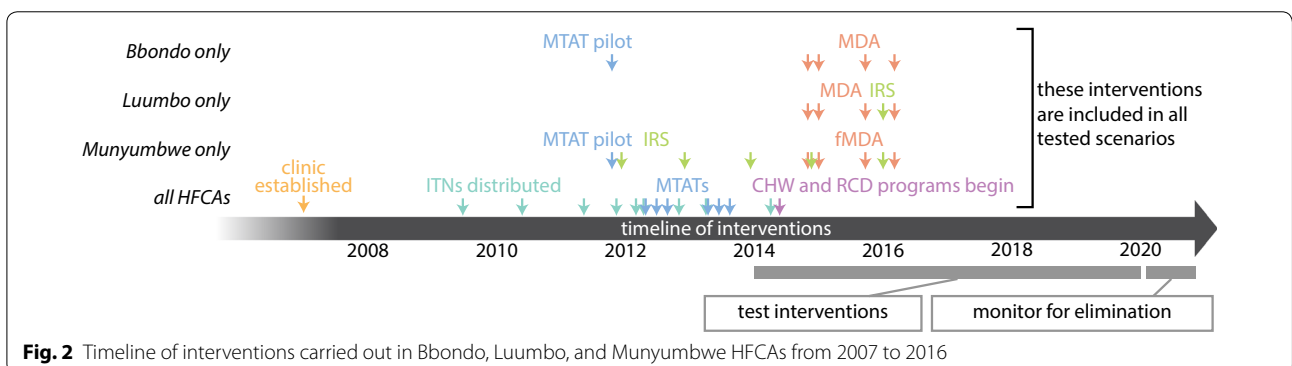 Bbondo only
MTAT pilot
MDA
Luumbo only
MDA IRS
these interventions
are included in all
tested scenarios
Munyumbwe only
MTAT pilot
IRS
fMDA
clinic
established
all HFCAs
ITNs distributed
MTATs
CHW and RCD programs begin
timeline of interventions
2008 2010 2012 2014 2016 2018 2020
test interventions
monitor for elimination
Fig. 2 Timeline of interventions carried out in Bbondo, Luumbo, and Munyumbwe HFCAs from 2007 to 2016